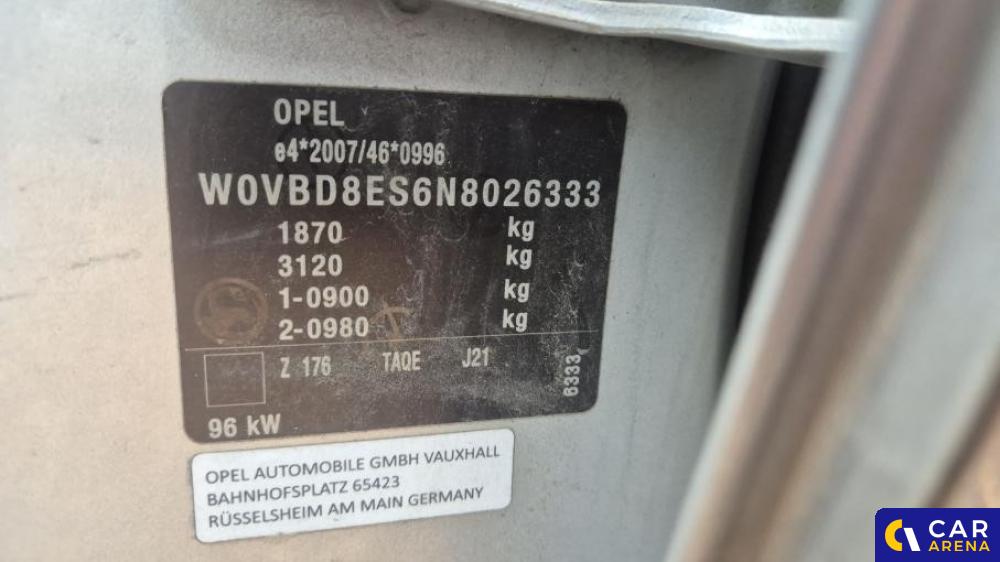 OPEL
e4*2007/46*0996
W0VBD8ES6N8026333
1870 kg
3120 kg
1-0900 kg
2-0980 kg
Z 176 TAQE J21
6333
96 kW
OPEL AUTOMOBILE GMBH VAUXHALL
BAHNHOFSPLATZ 65423
RÜSSELSHEIM AM MAIN GERMANY
CAR
ARENA